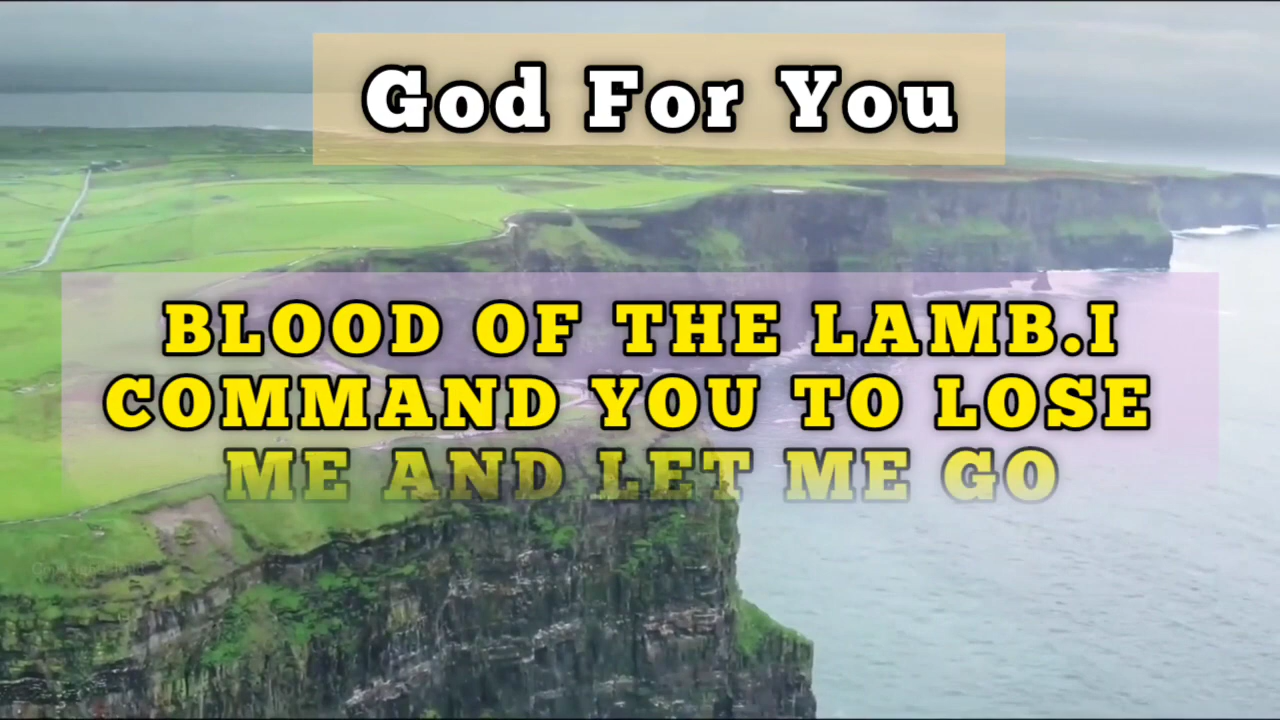 God For You
BLOOD OF THE LAMB.I
COMMAND YOU TO LOSE
ME AND LET ME GO